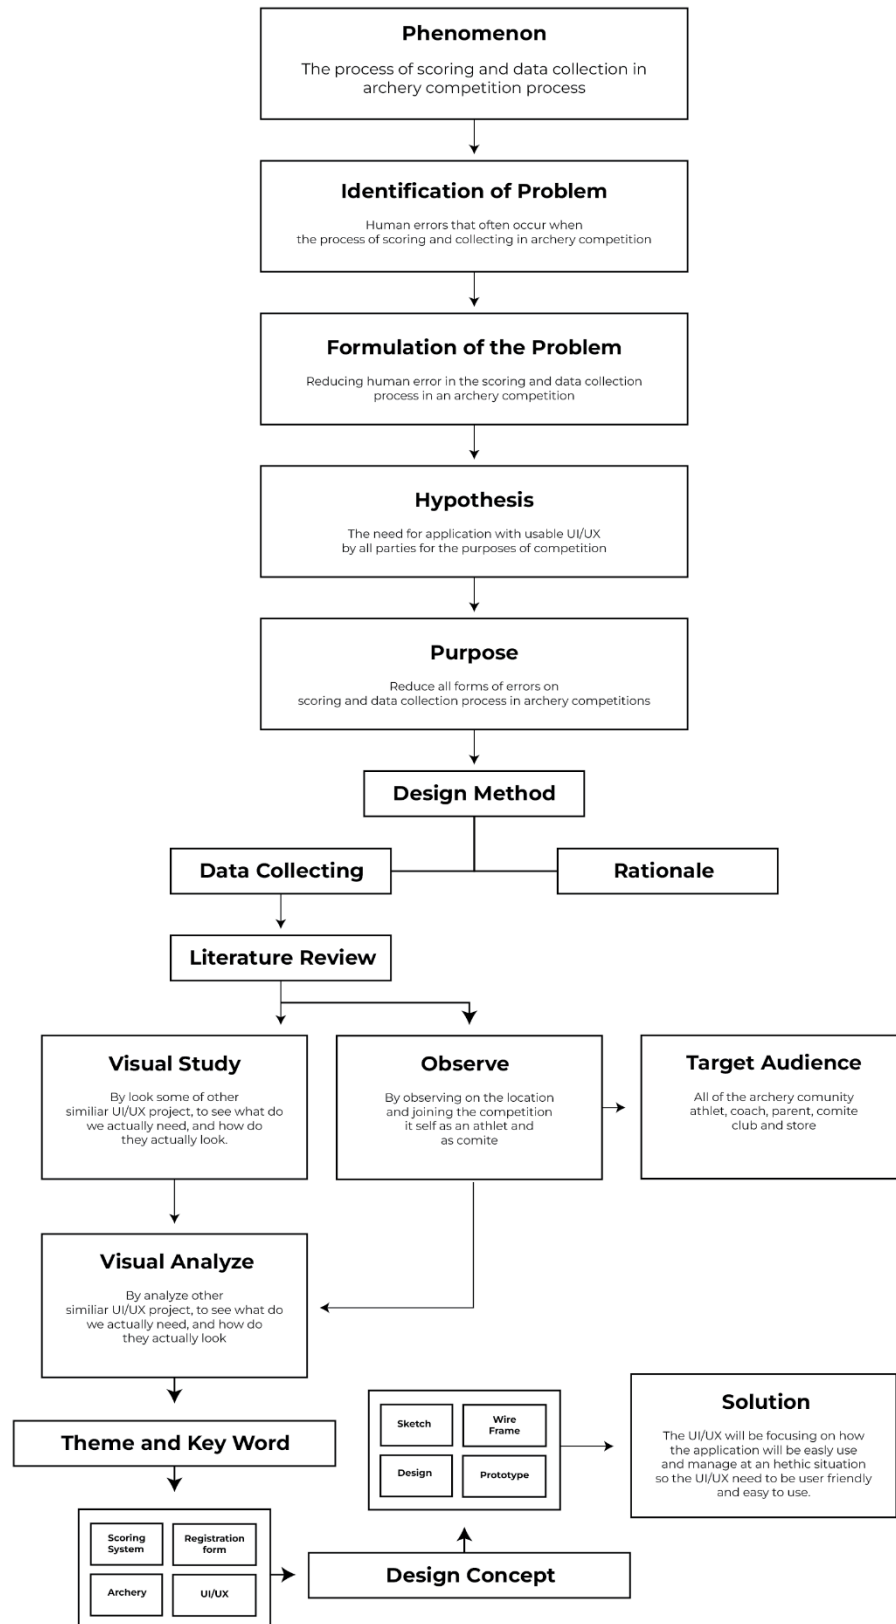 Phenomenon
The process of scoring and data collection in
archery competition process
Identification of Problem
Human errors that often occur when
the process of scoring and collecting in archery competition
Formulation of the Problem
Reducing human error in the scoring and data collection
process in an archery competition
Hypothesis
The need for application with usable UI/UX
by all parties for the purposes of competition
Purpose
Reduce all forms of errors on
scoring and data collection process in archery competitions
Design Method
Data Collecting
Rationale
Literature Review
Visual Study
By look some of other
similiar UI/UX project, to see what do
we actually need, and how do
they actually look.
Observe
By observing on the location
and joining the competition
it self as an athlet and
as comite
Target Audience
All of the archery comunity
athlet, coach, parent, comite
club and store
Visual Analyze
By analyze other
similiar UI/UX project, to see what do
we actually need, and how do
they actually look
Theme and Key Word
Scoring
System
Registration
form
Archery
UI/UX
Design Concept
Sketch
Wire
Frame
Design
Prototype
Solution
The UI/UX will be focusing on how
the application will be easly use
and manage at an hethic situation
so the UI/UX need to be user friendly
and easy to use.